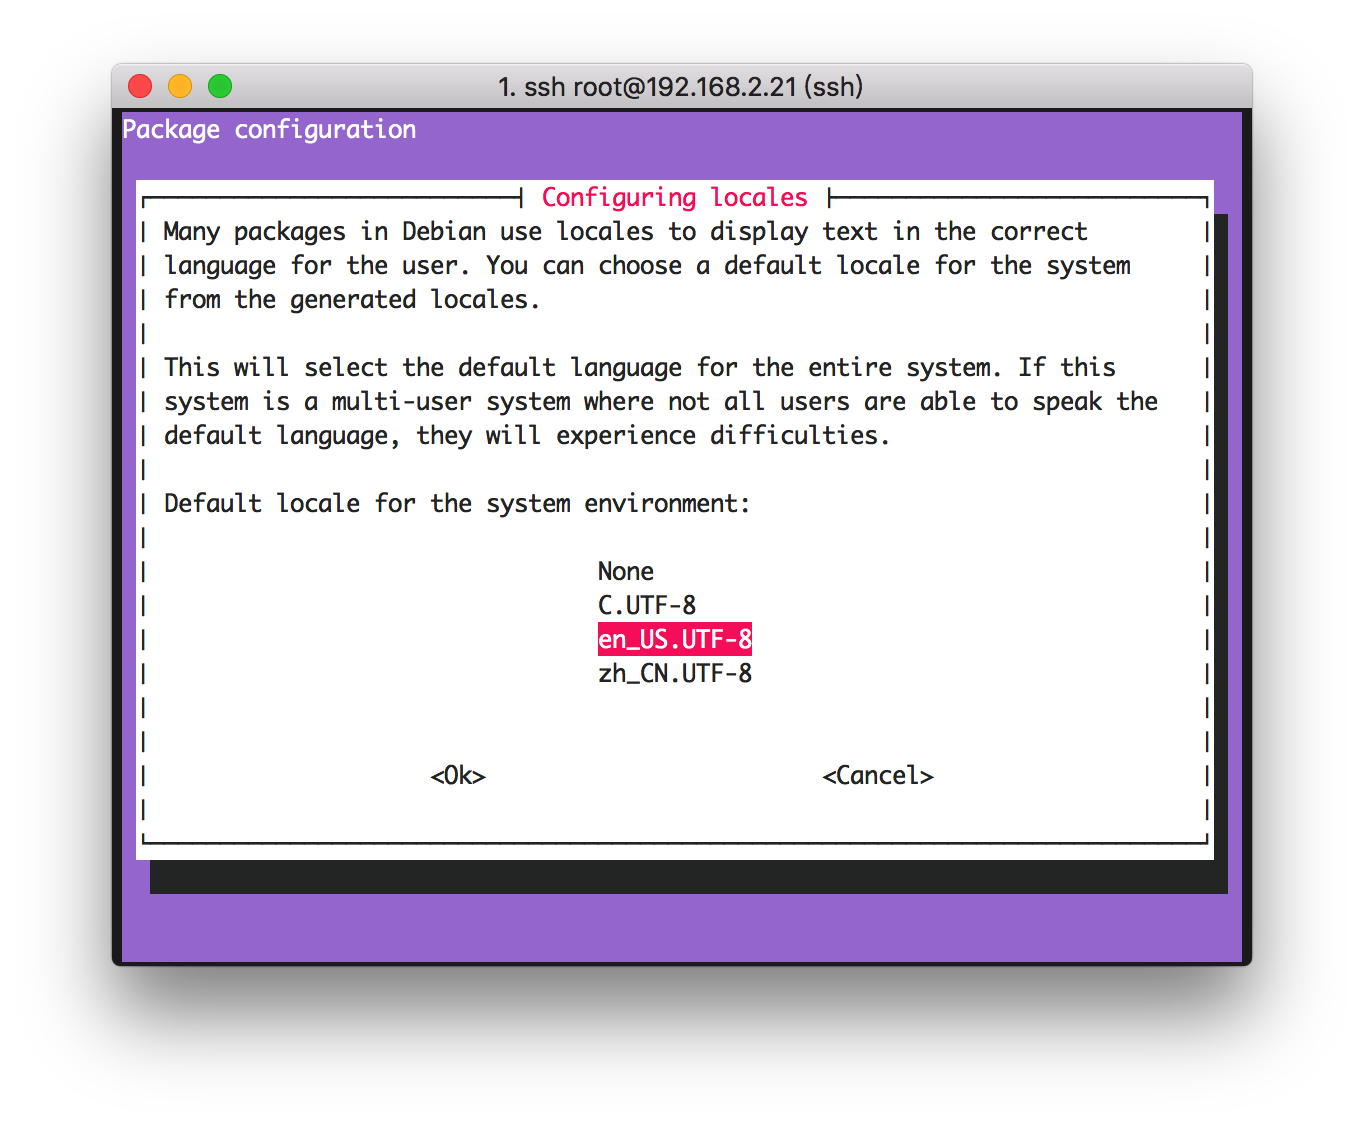 1. ssh root@192.168.2.21 (ssh)
Package configuration
Configuring locales
Many packages in Debian use locales to display text in the correct
language for the user. You can choose a default locale for the system
from the generated locales.
This will select the default language for the entire system. If this
system is a multi-user system where not all users are able to speak the
default language, they will experience difficulties.
Default locale for the system environment:
None
C.UTF-8
en_US.UTF-8
zh_CN.UTF-8
<Ok> <Cancel>